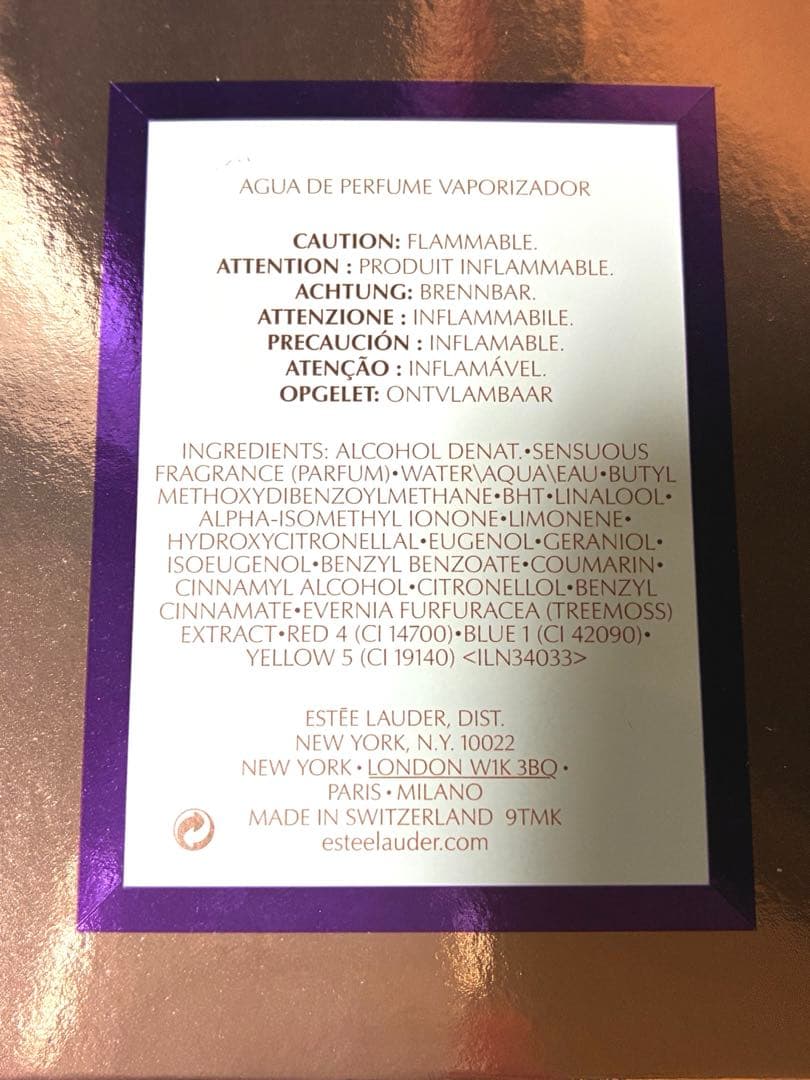 AGUA DE PERFUME VAPORIZADOR
CAUTION: FLAMMABLE.
ATTENTION : PRODUIT INFLAMMABLE.
ACHTUNG: BRENNBAR.
ATTENZIONE : INFLAMMABILE.
PRECAUCIÓN : INFLAMABLE.
ATENÇÃO : INFLAMÁVEL.
OPGELET: ONTVLAMBAAR
INGREDIENTS: ALCOHOL DENAT.•SENSUOUS
FRAGRANCE (PARFUM)•WATER\AQUA\EAU•BUTYL
METHOXYDIBENZOYLMETHANE•BHT•LINALOOL•
ALPHA-ISOMETHYL IONONE•LIMONENE•
HYDROXYCITRONELLAL•EUGENOL•GERANIOL•
ISOEUGENOL•BENZYL BENZOATE•COUMARIN•
CINNAMYL ALCOHOL•CITRONELLOL•BENZYL
CINNAMATE•EVERNIA FURFURACEA (TREEMOSS)
EXTRACT•RED 4 (CI 14700)•BLUE 1 (CI 42090)•
YELLOW 5 (CI 19140) <ILN34033>
ESTĒE LAUDER, DIST.
NEW YORK, N.Y. 10022
NEW YORK • LONDON W1K 3BQ •
PARIS • MILANO
MADE IN SWITZERLAND 9TMK
esteelauder.com